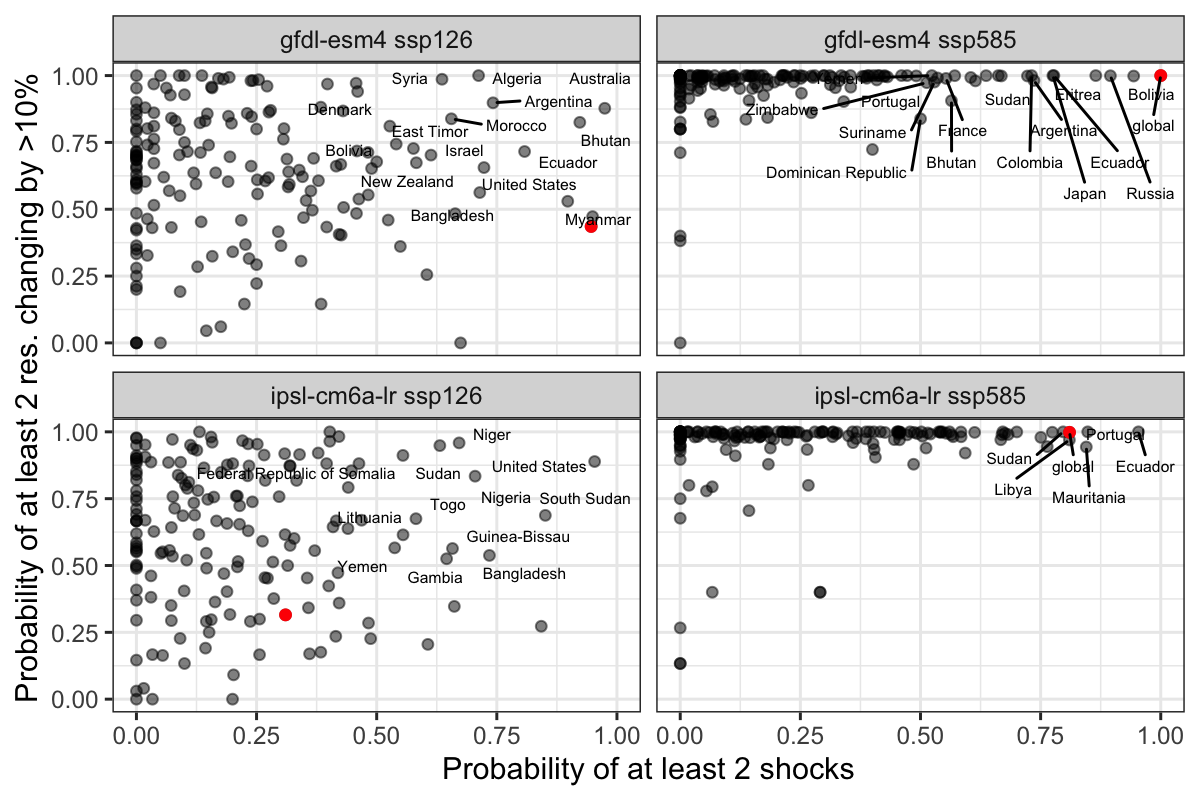 gfdl-esm4 ssp126
gfdl-esm4 ssp585
Probability of at least 2 res. changing by >10%
1.00
0.75
0.50
0.25
0.00
Syria
Algeria
Australia
Denmark
Argentina
East Timor
Morocco
Bhutan
Bolivia
Israel
Ecuador
New Zealand
United States
Bangladesh
Myanmar
Yemen
Zimbabwe
Portugal
Sudan
Eritrea
Bolivia
Suriname
France
Argentina
global
Dominican Republic
Bhutan
Colombia
Ecuador
Japan
Russia
ipsl-cm6a-lr ssp126
ipsl-cm6a-lr ssp585
1.00
0.75
0.50
0.25
0.00
Niger
Federal Republic of Somalia
Sudan
United States
Togo
Nigeria
South Sudan
Lithuania
Guinea-Bissau
Yemen
Gambia
Bangladesh
Portugal
Sudan
global
Ecuador
Libya
Mauritania
0.00
0.25
0.50
0.75
1.00
0.00
0.25
0.50
0.75
1.00
Probability of at least 2 shocks